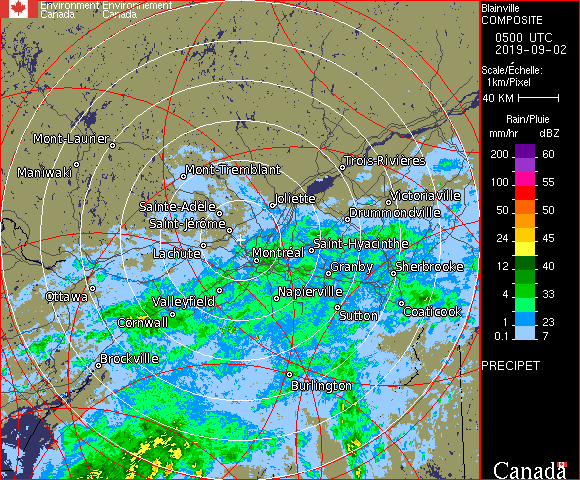 Environment Environnement
Canada Canada
Blainville
COMPOSITE
0500 UTC
2019-09-02
Scale/Échelle:
1km/Pixel
40 KM
Rain/Pluie
mm/hr dBZ
200 60
100 55
50 50
24 45
12 40
4 33
1 23
0.1 7
PRECIPET
Canada
Mont-Laurier
Maniwaki
Mont-Tremblant
Trois-Rivières
Sainte-Adele
Joliette
Victoriaville
Saint-Jérôme
Drummondville
Lachute
Montréal
Saint-Hyacinthe
Granby
Sherbrooke
Ottawa
Valleyfield
Napierville
Cornwall
Sutton
Coaticook
Brockville
Burlington